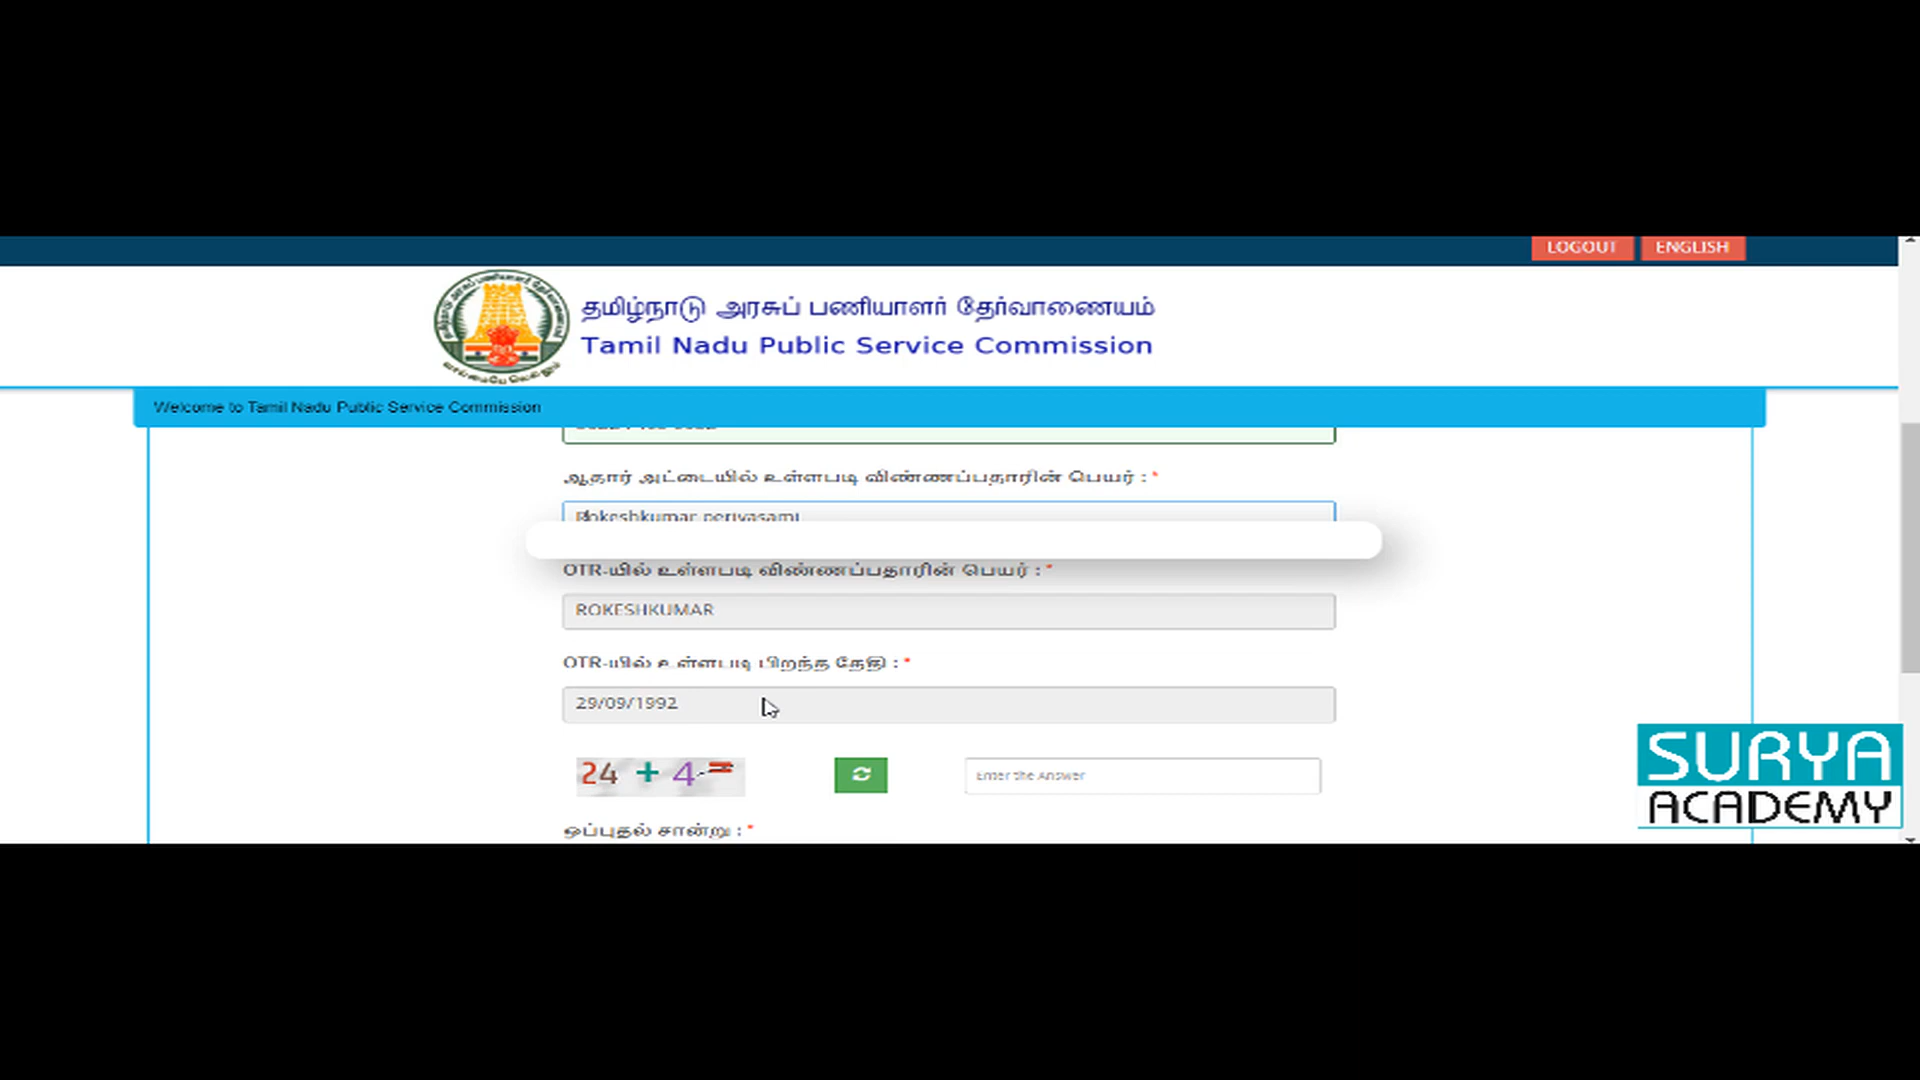 LOGOUT ENGLISH
தமிழ்நாடு அரசுப் பணியாளர் தேர்வாணையம்
Tamil Nadu Public Service Commission
Welcome to Tamil Nadu Public Service Commission
ஆதார் அட்டையில் உள்ளபடி விண்ணப்பதாரின் பெயர் : *
Rokeshkumar periyasami
OTR-யில் உள்ளபடி விண்ணப்பதாரின் பெயர் : *
ROKESHKUMAR
OTR-யில் உள்ளபடி பிறந்த தேதி : *
29/09/1992
24 + 4 =
Enter the Answer
ஒப்புதல் சான்று : *
SURYA
ACADEMY